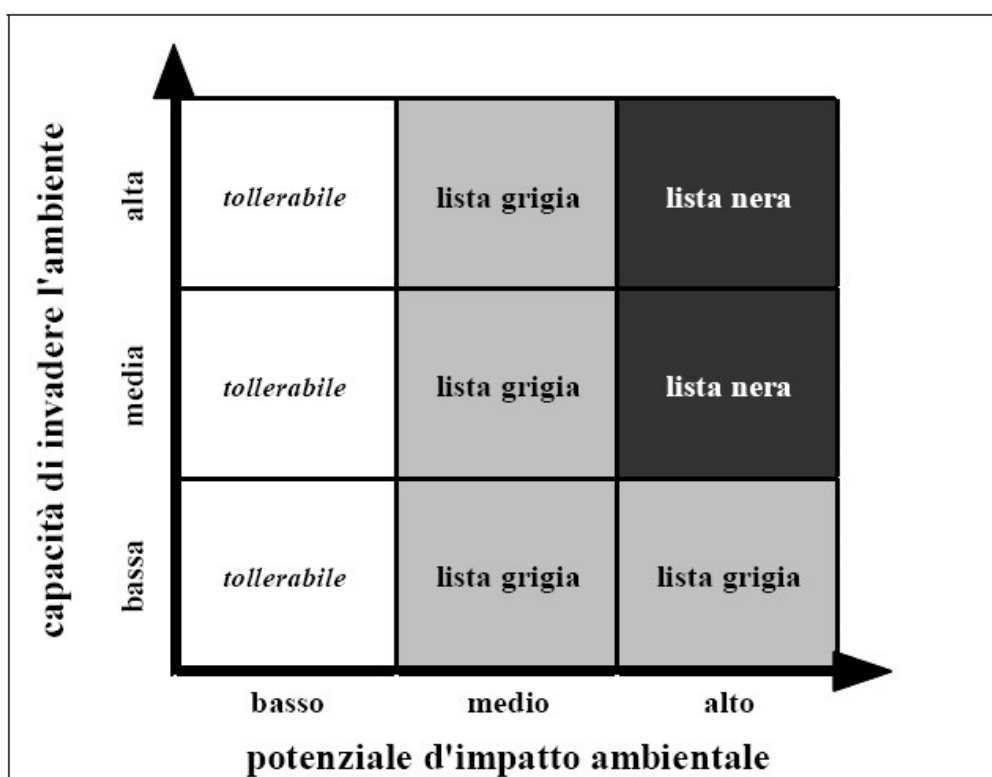 capacità di invadere l'ambiente
alta
tollerabile
lista grigia
lista nera
media
tollerabile
lista grigia
lista nera
bassa
tollerabile
lista grigia
lista grigia
basso
medio
alto
potenziale d'impatto ambientale